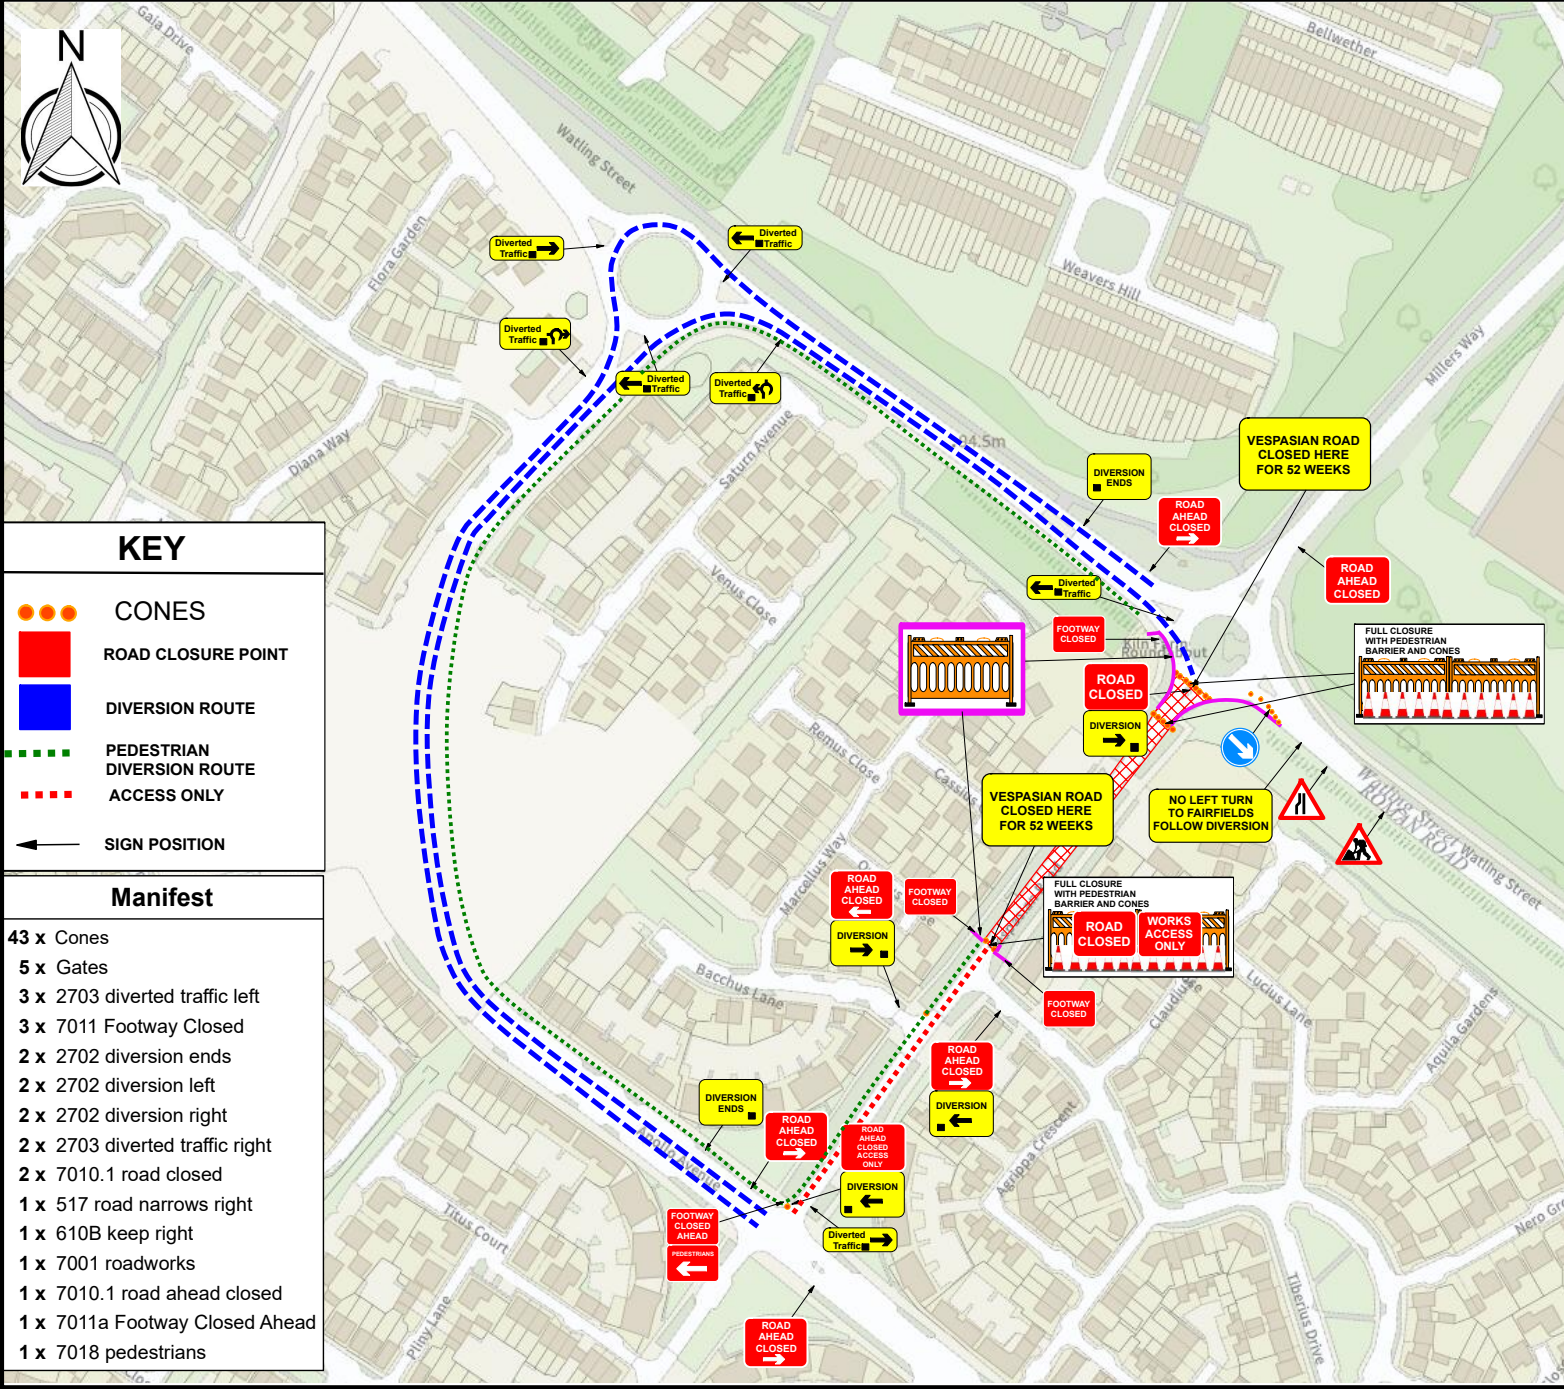 N
Gaia Drive
Flora Garden
Watling Street
Bellwether
Weavers Hill
Millers Way
Diverted
Traffic
Diverted
Traffic
Diverted
Traffic
Diverted
Traffic
Diverted
Traffic
Diana Way
Saturn Avenue
94.5m
Venus Close
VESPASIAN ROAD
CLOSED HERE
FOR 52 WEEKS
DIVERSION
ENDS
ROAD
AHEAD
CLOSED
ROAD
AHEAD
CLOSED
Diverted
Traffic
FOOTWAY
CLOSED
Kiln Farm
Roundabout
ROAD
CLOSED
DIVERSION
FULL CLOSURE
WITH PEDESTRIAN
BARRIER AND CONES
KEY
CONES
ROAD CLOSURE POINT
DIVERSION ROUTE
PEDESTRIAN
DIVERSION ROUTE
ACCESS ONLY
SIGN POSITION
Remus Close
Cassius
VESPASIAN ROAD
CLOSED HERE
FOR 52 WEEKS
NO LEFT TURN
TO FAIRFIELDS
FOLLOW DIVERSION
Watling Street
ROMAN ROAD
Watling Street
Marcellus Way
ROAD
AHEAD
CLOSED
DIVERSION
FOOTWAY
CLOSED
FULL CLOSURE
WITH PEDESTRIAN
BARRIER AND CONES
ROAD
CLOSED
WORKS
ACCESS
ONLY
Bacchus Lane
FOOTWAY
CLOSED
Claudius
Lucius Lane
Aquila Gardens
ROAD
AHEAD
CLOSED
DIVERSION
Agrippa Crescent
DIVERSION
ENDS
ROAD
AHEAD
CLOSED
ROAD
AHEAD
CLOSED
ACCESS
ONLY
DIVERSION
Apollo Avenue
FOOTWAY
CLOSED
AHEAD
PEDESTRIANS
Diverted
Traffic
Titus Court
Pliny Lane
Tiberius Drive
Nero Gro
ROAD
AHEAD
CLOSED
Manifest
43 x Cones
5 x Gates
3 x 2703 diverted traffic left
3 x 7011 Footway Closed
2 x 2702 diversion ends
2 x 2702 diversion left
2 x 2702 diversion right
2 x 2703 diverted traffic right
2 x 7010.1 road closed
1 x 517 road narrows right
1 x 610B keep right
1 x 7001 roadworks
1 x 7010.1 road ahead closed
1 x 7011a Footway Closed Ahead
1 x 7018 pedestrians